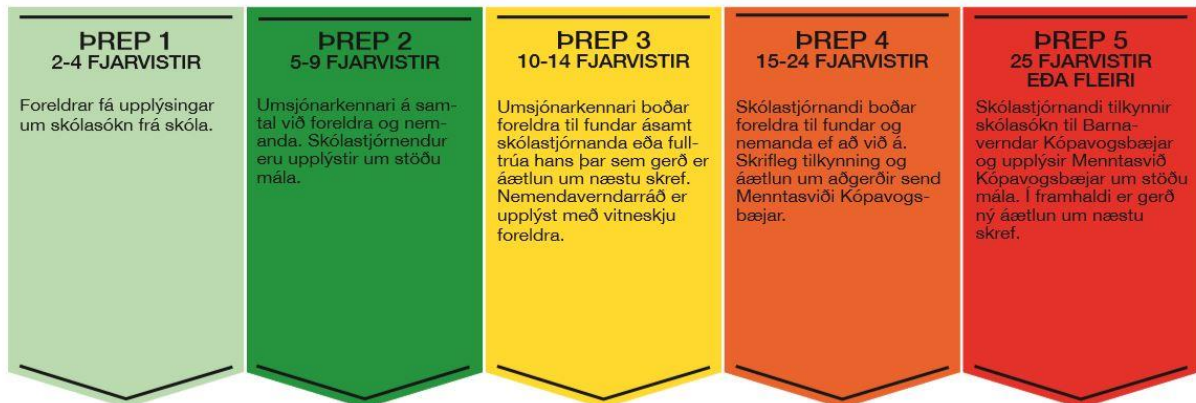 ÞREP 1
2-4 FJARVISTIR
Foreldrar fá upplýsingar
um skólasókn frá skóla.
ÞREP 2
5-9 FJARVISTIR
Umsjónarkennari á sam-
tal við foreldra og nem-
anda. Skólastjórnendur
eru upplýstir um stöðu
mála.
ÞREP 3
10-14 FJARVISTIR
Umsjónarkennari boðar
foreldra til fundar ásamt
skólastjórnanda eða full-
trúa hans þar sem gerð er
áætlun um næstu skref.
Nemendaverndarráð er
upplýst með vitneskju
foreldra.
ÞREP 4
15-24 FJARVISTIR
Skólastjórnandi boðar
foreldra til fundar og
nemanda ef að við á.
Skrifleg tilkynning og
áætlun um aðgerðir send
Menntasviði Kópavogs-
bæjar.
ÞREP 5
25 FJARVISTIR
EÐA FLEIRI
Skólastjórnandi tilkynnir
skólasókn til Barna-
verndar Kópavogsbæjar
og upplýsir Menntasvið
Kópavogsbæjar um stöðu
mála. Í framhaldi er gerð
ný áætlun um næstu
skref.